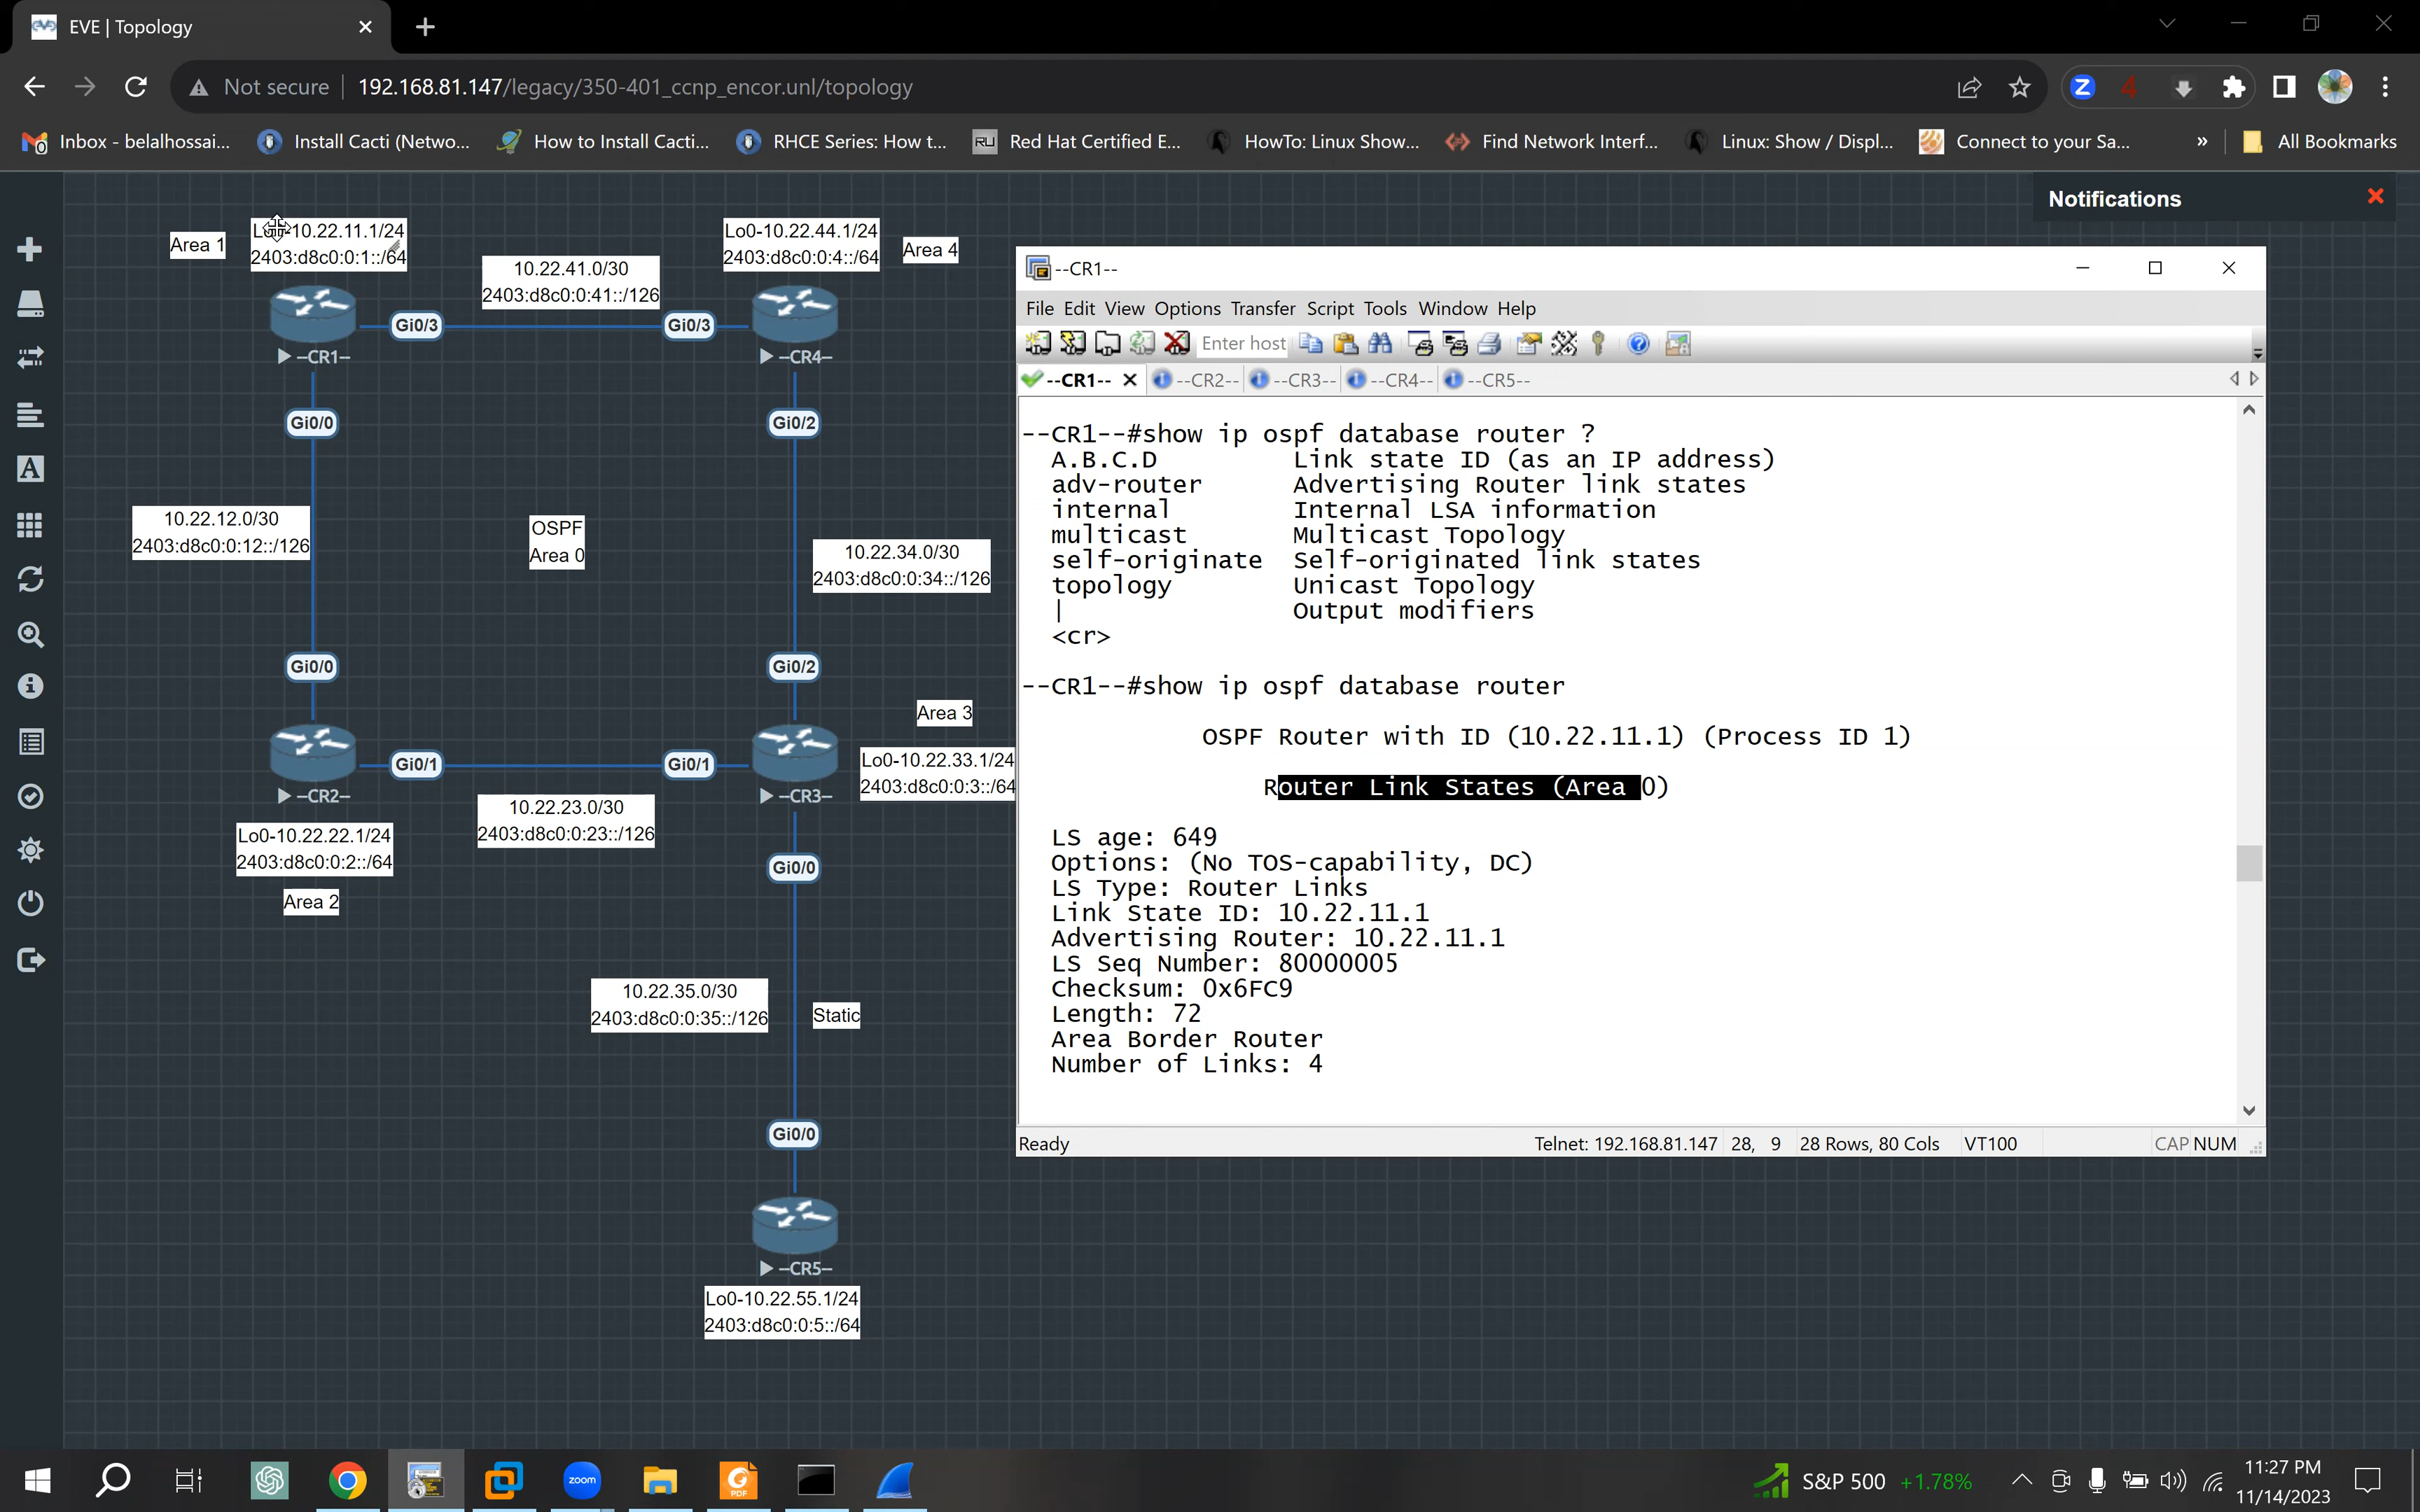 EVE | Topology
Not secure
192.168.81.147/legacy/350-401_ccnp_encor.unl/topology
Inbox - belalhossai...
Install Cacti (Netwo...
How to Install Cacti...
RHCE Series: How t...
Red Hat Certified E...
HowTo: Linux Show...
Find Network Interf...
Linux: Show / Displ...
Connect to your Sa...
»
All Bookmarks
Notifications
Area 1
Lo0-10.22.11.1/24
2403:d8c0:0:1::/64
10.22.41.0/30
2403:d8c0:0:41::/126
Lo0-10.22.44.1/24
2403:d8c0:0:4::/64
Area 4
Gi0/3
Gi0/3
--CR1--
--CR4--
Gi0/0
Gi0/2
10.22.12.0/30
2403:d8c0:0:12::/126
OSPF
Area 0
10.22.34.0/30
2403:d8c0:0:34::/126
Gi0/0
Gi0/2
Area 3
Gi0/1
Gi0/1
Lo0-10.22.33.1/24
2403:d8c0:0:3::/64
--CR2--
--CR3--
10.22.23.0/30
2403:d8c0:0:23::/126
Lo0-10.22.22.1/24
2403:d8c0:0:2::/64
Area 2
Gi0/0
10.22.35.0/30
2403:d8c0:0:35::/126
Static
Gi0/0
--CR5--
Lo0-10.22.55.1/24
2403:d8c0:0:5::/64
--CR1--
File Edit View Options Transfer Script Tools Window Help
Enter host
--CR1-- --CR2-- --CR3-- --CR4-- --CR5--
--CR1--#show ip ospf database router ?
A.B.C.D Link state ID (as an IP address)
adv-router Advertising Router link states
internal Internal LSA information
multicast Multicast Topology
self-originate Self-originated link states
topology Unicast Topology
| Output modifiers
<cr>
--CR1--#show ip ospf database router
OSPF Router with ID (10.22.11.1) (Process ID 1)
Router Link States (Area 0)
LS age: 649
Options: (No TOS-capability, DC)
LS Type: Router Links
Link State ID: 10.22.11.1
Advertising Router: 10.22.11.1
LS Seq Number: 80000005
Checksum: 0x6FC9
Length: 72
Area Border Router
Number of Links: 4
Ready
Telnet: 192.168.81.147 28, 9 28 Rows, 80 Cols VT100 CAP NUM
zoom
PDF
S&P 500 +1.78%
11:27 PM
11/14/2023